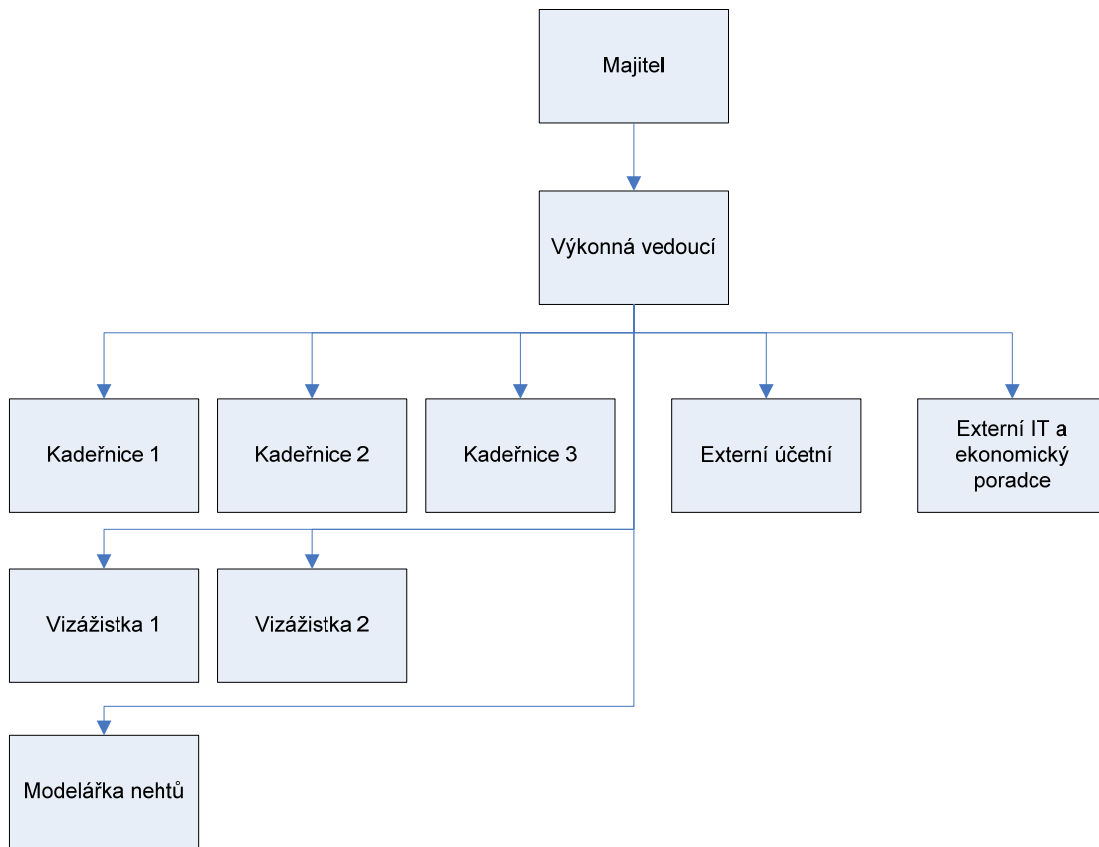 Majitel
Výkonná vedoucí
Kadeřnice 1
Kadeřnice 2
Kadeřnice 3
Externí účetní
Externí IT a
ekonomický
poradce
Vizážistka 1
Vizážistka 2
Modelářka nehtů